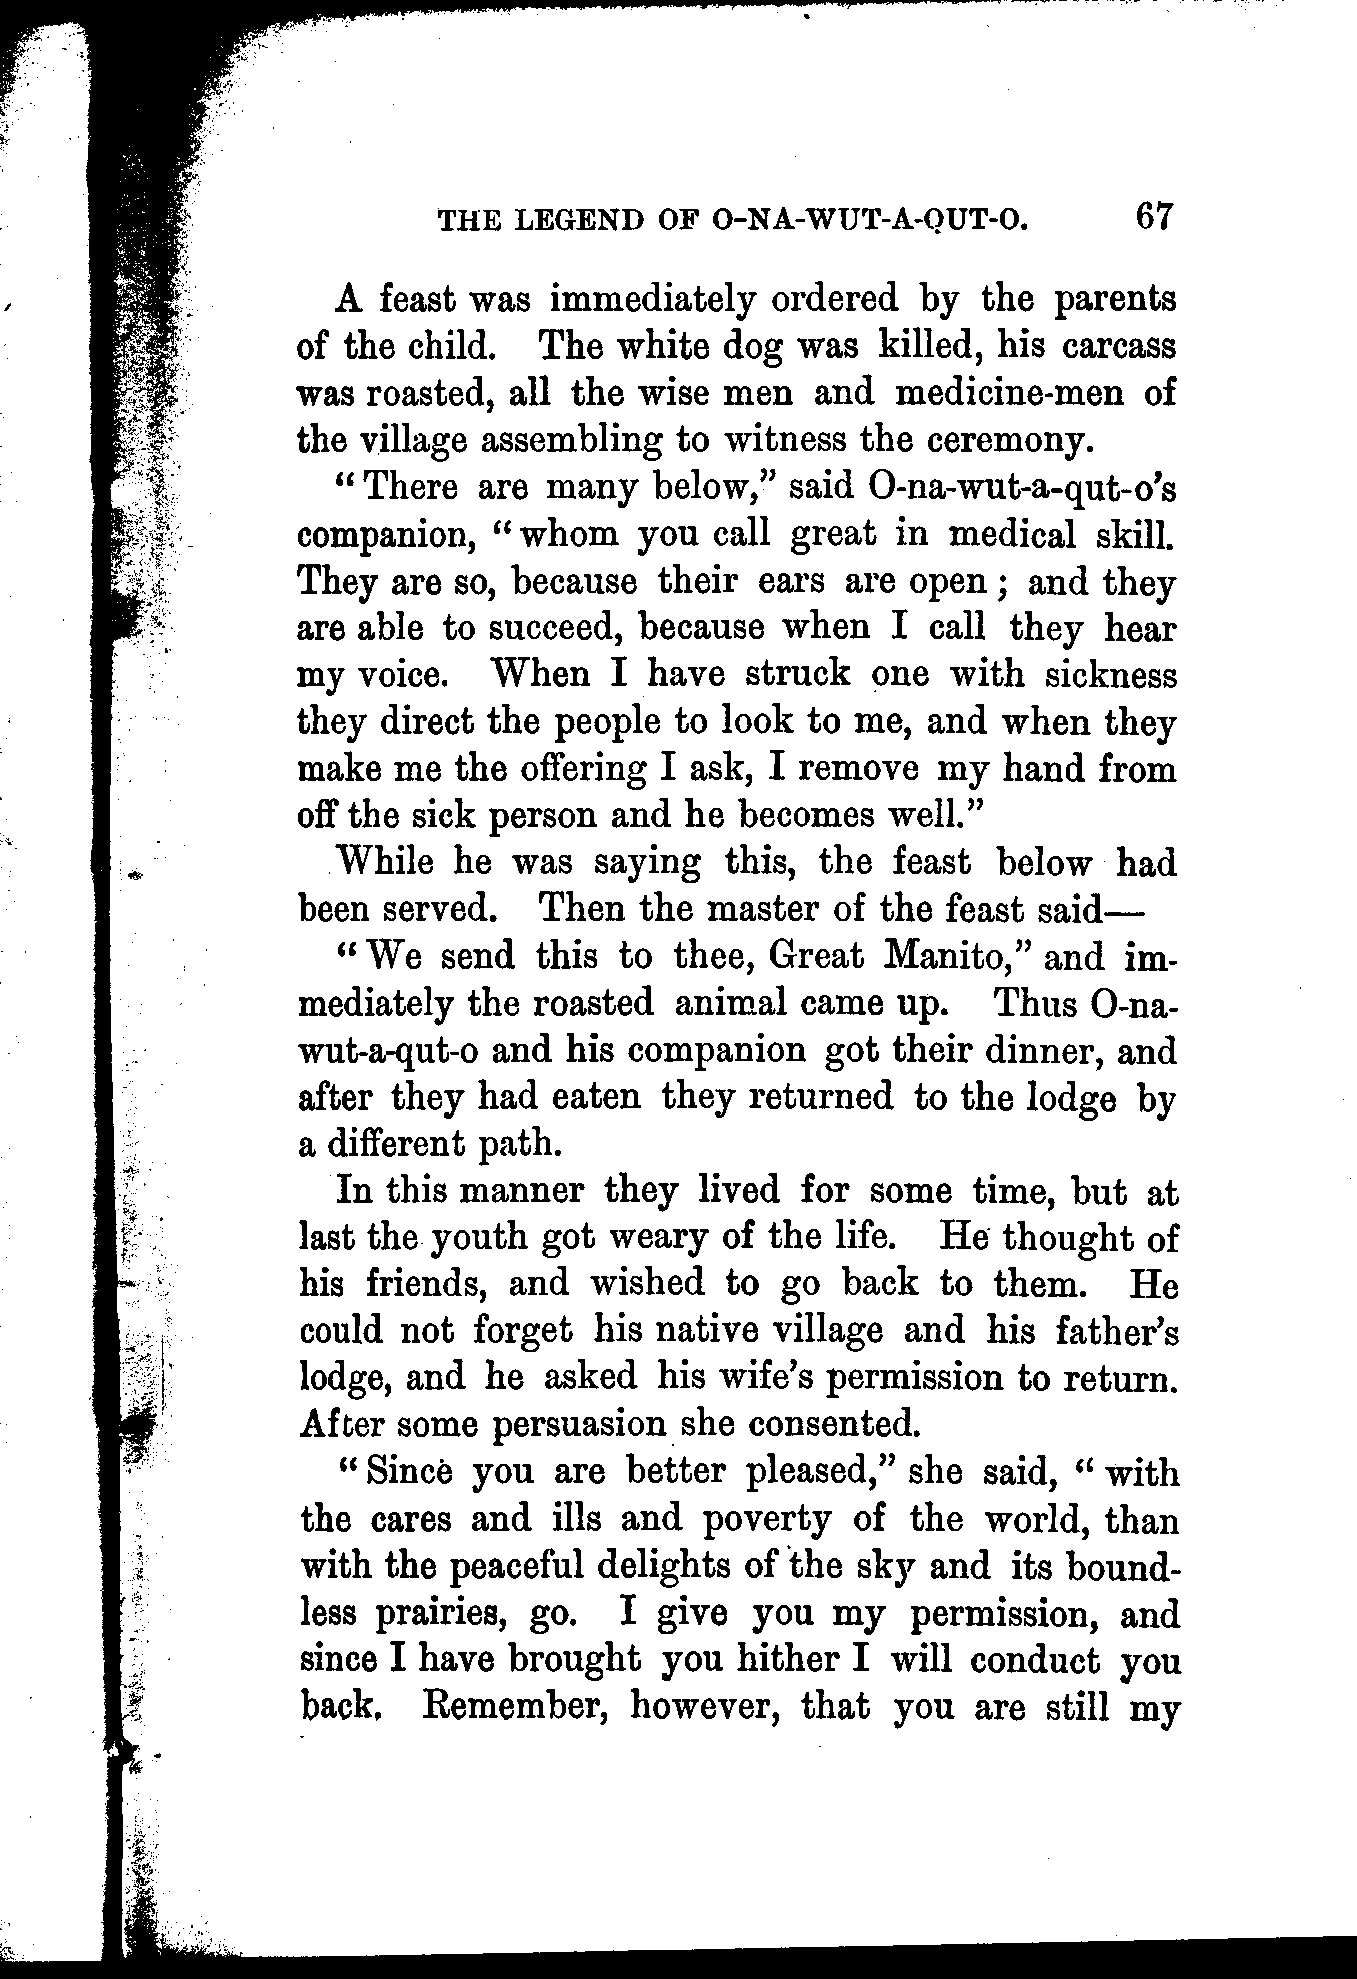 THE LEGEND OF O-NA-WUT-A-QUT-O. 67
A feast was immediately ordered by the parents
of the child. The white dog was killed, his carcass
was roasted, all the wise men and medicine-men of
the village assembling to witness the ceremony.
“There are many below,” said O-na-wut-a-qut-o’s
companion, “whom you call great in medical skill.
They are so, because their ears are open; and they
are able to succeed, because when I call they hear
my voice. When I have struck one with sickness
they direct the people to look to me, and when they
make me the offering I ask, I remove my hand from
off the sick person and he becomes well.”
While he was saying this, the feast below had
been served. Then the master of the feast said—
“We send this to thee, Great Manito,” and im-
mediately the roasted animal came up. Thus O-na-
wut-a-qut-o and his companion got their dinner, and
after they had eaten they returned to the lodge by
a different path.
In this manner they lived for some time, but at
last the youth got weary of the life. He thought of
his friends, and wished to go back to them. He
could not forget his native village and his father’s
lodge, and he asked his wife’s permission to return.
After some persuasion she consented.
“Since you are better pleased,” she said, “with
the cares and ills and poverty of the world, than
with the peaceful delights of the sky and its bound-
less prairies, go. I give you my permission, and
since I have brought you hither I will conduct you
back. Remember, however, that you are still my